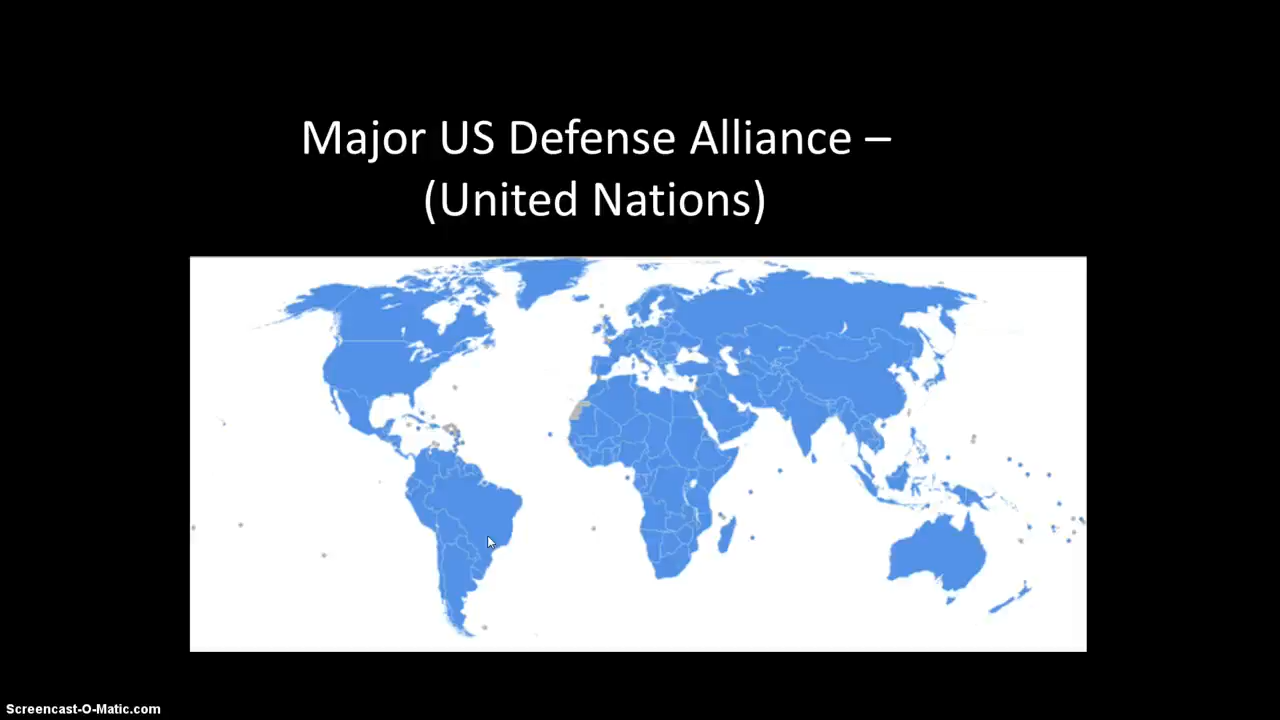 Major US Defense Alliance –
(United Nations)
Screencast-O-Matic.com